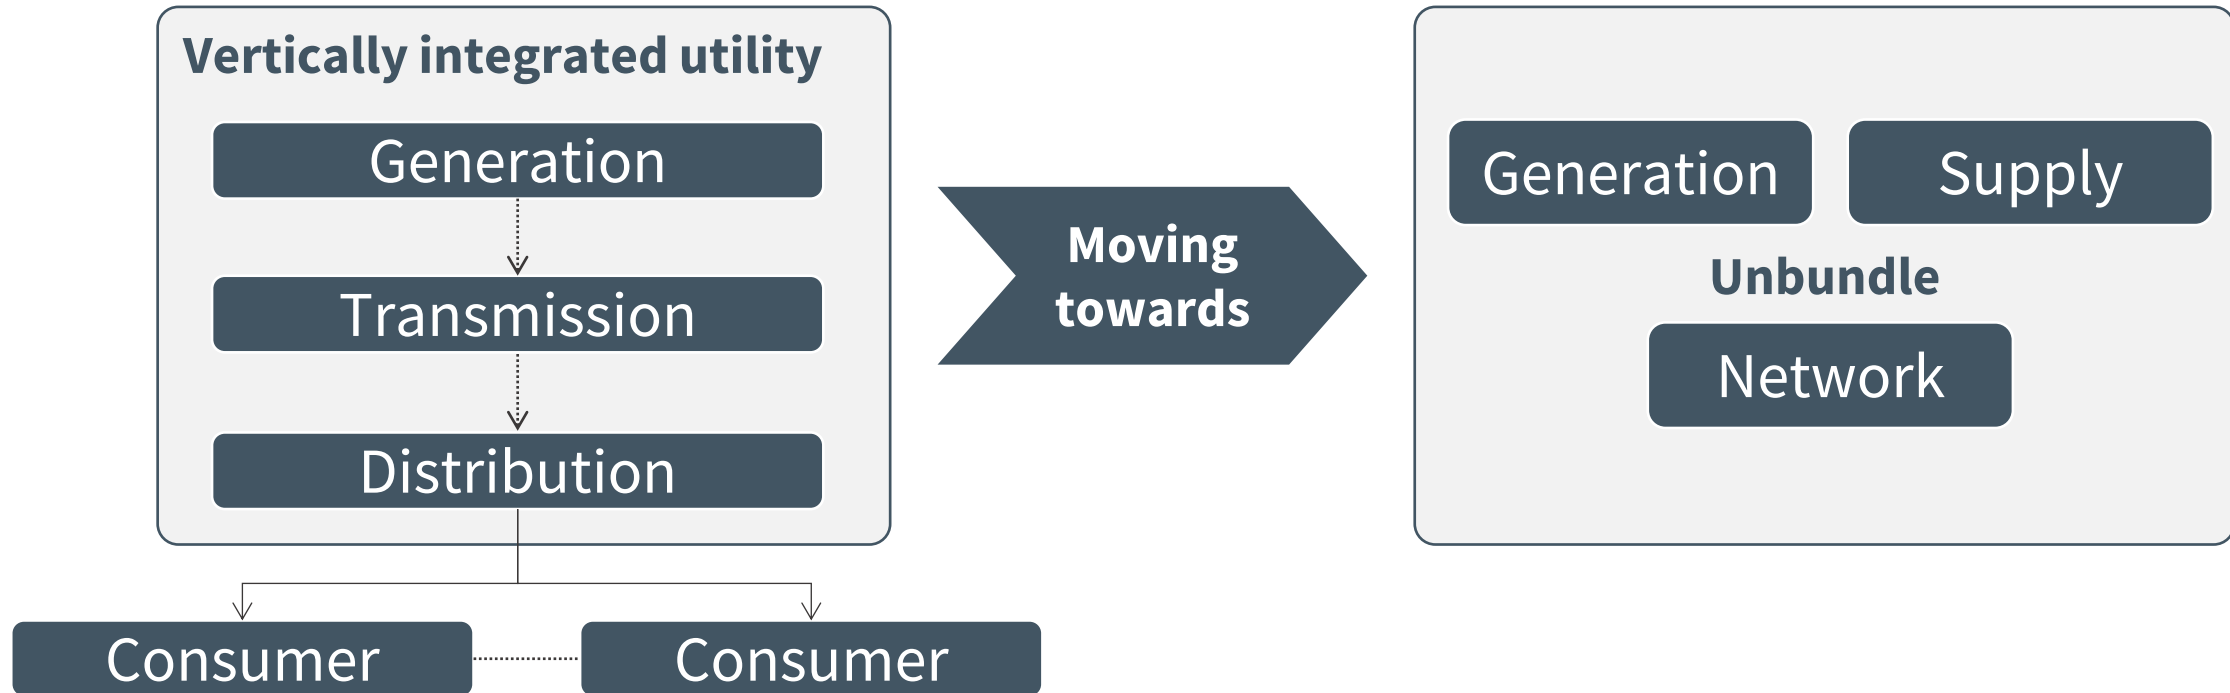 Vertically integrated utility
Generation
Transmission
Distribution
Consumer
Consumer
Moving
towards
Generation
Supply
Unbundle
Network